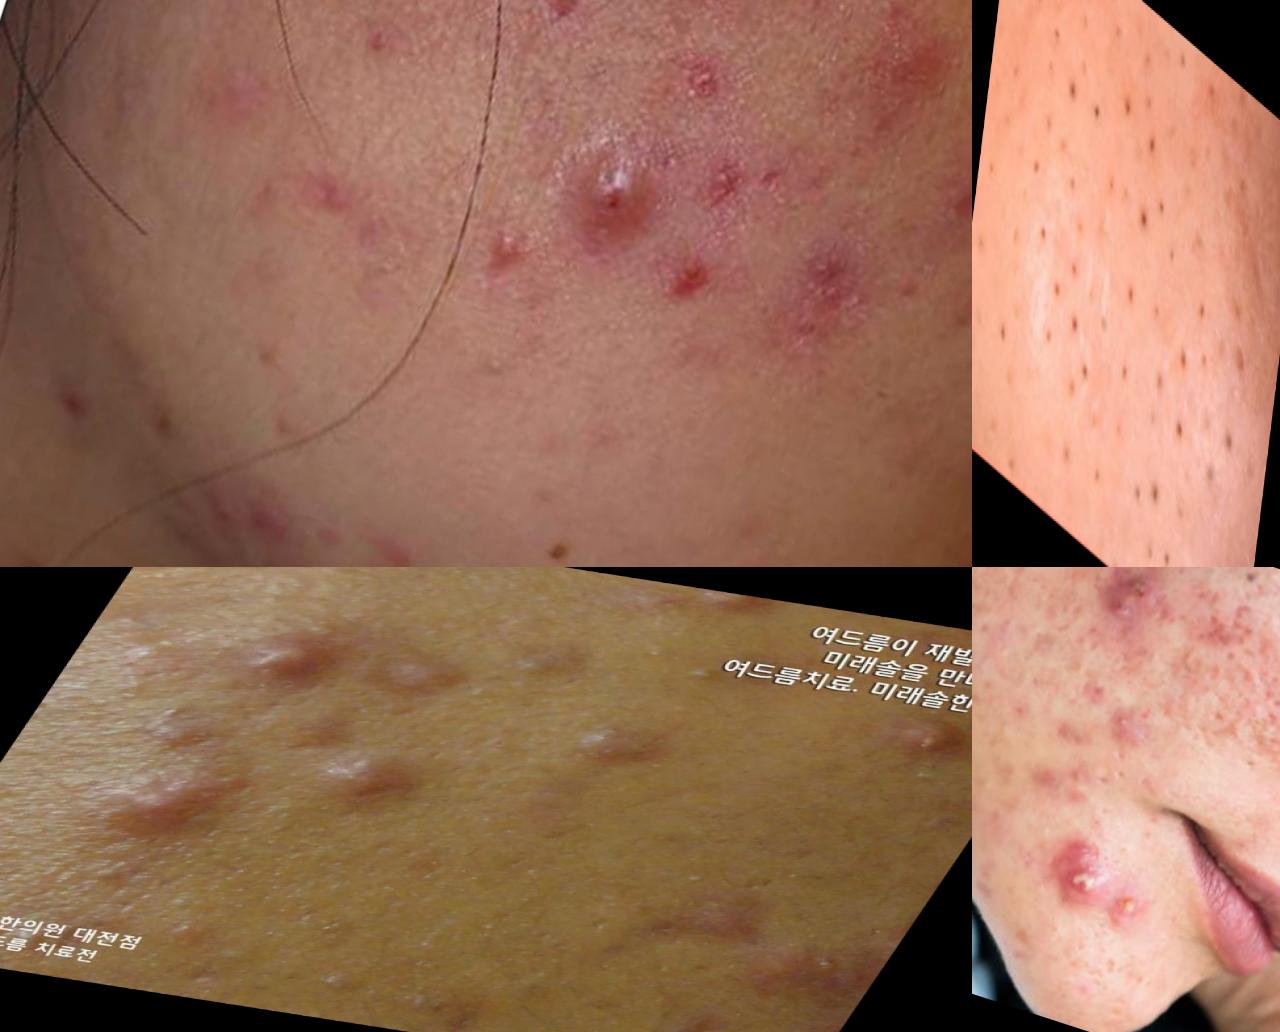 여드름이 재발
미래솔을 만나
여드름치료. 미래솔한
한의원 대전점
드름 치료전